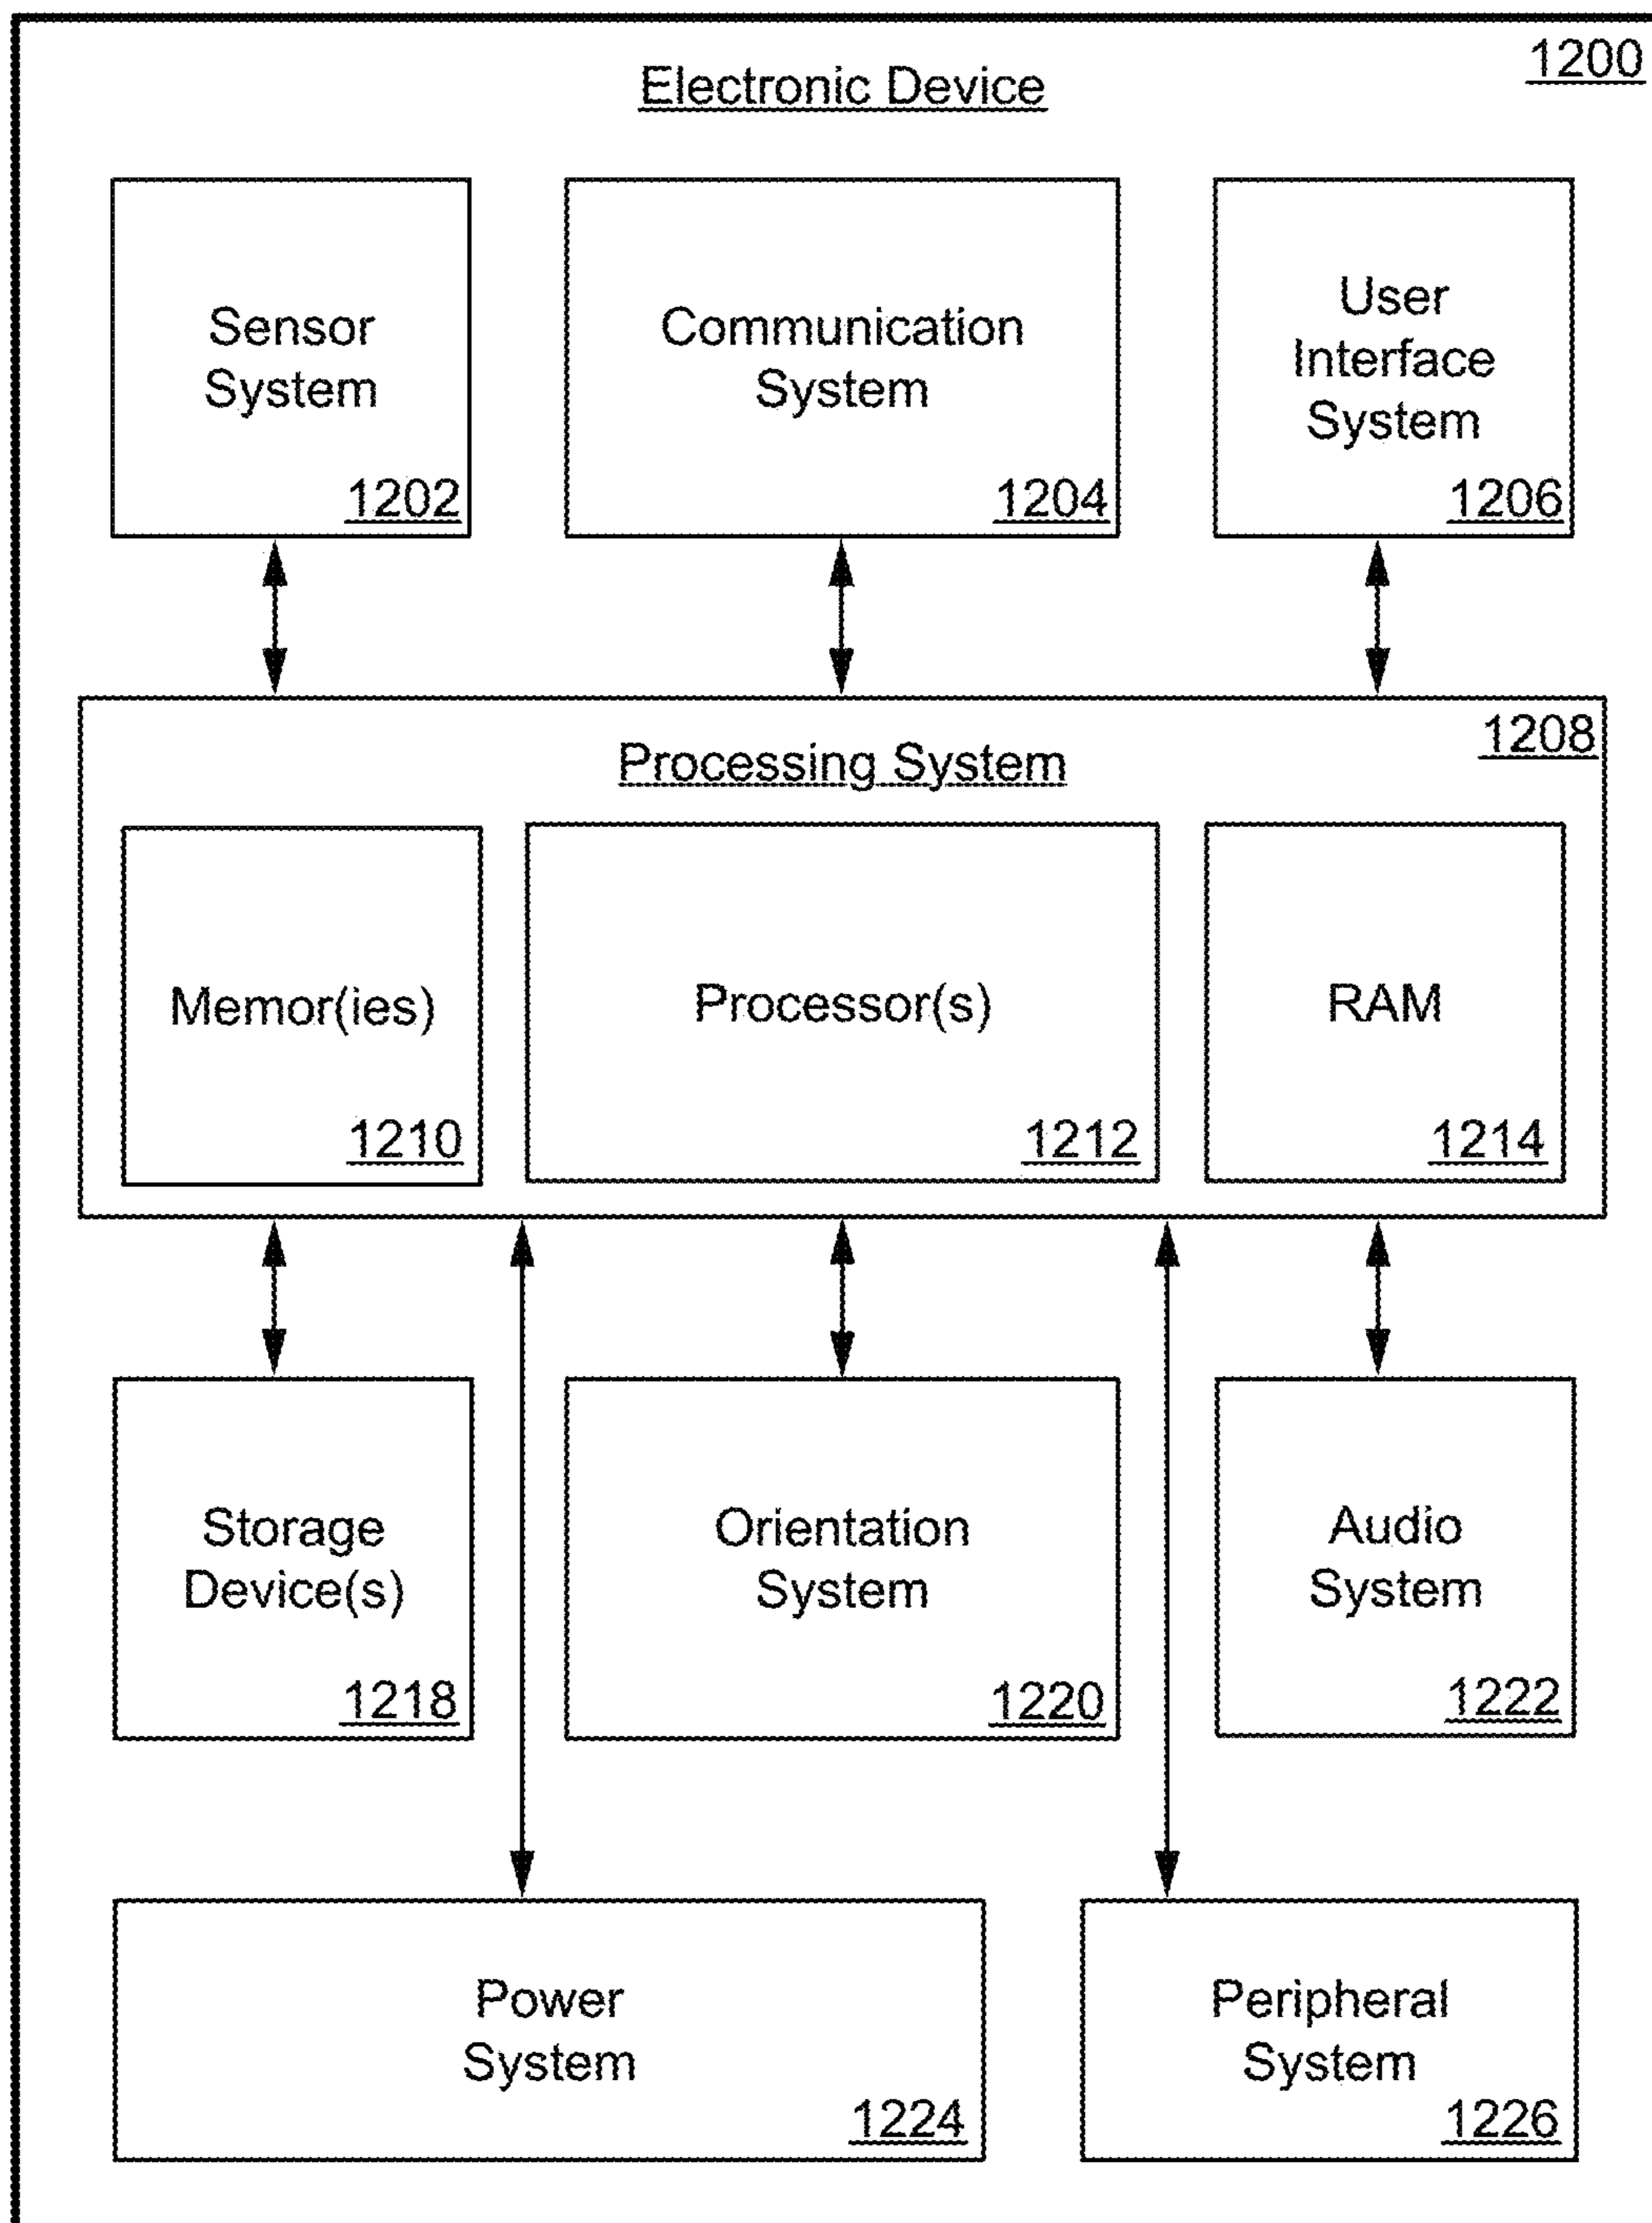 1200
Electronic Device
Sensor
System
1202
Communication
System
1204
User
Interface
System
1206
1208
Processing System
Memor(ies)
1210
Processor(s)
1212
RAM
1214
Storage
Device(s)
1218
Orientation
System
1220
Audio
System
1222
Power
System
1224
Peripheral
System
1226